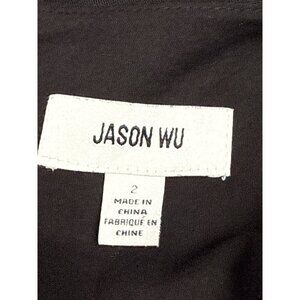 JASON WU
2
MADE IN
CHINA
FABRIQUÉ EN
CHINE